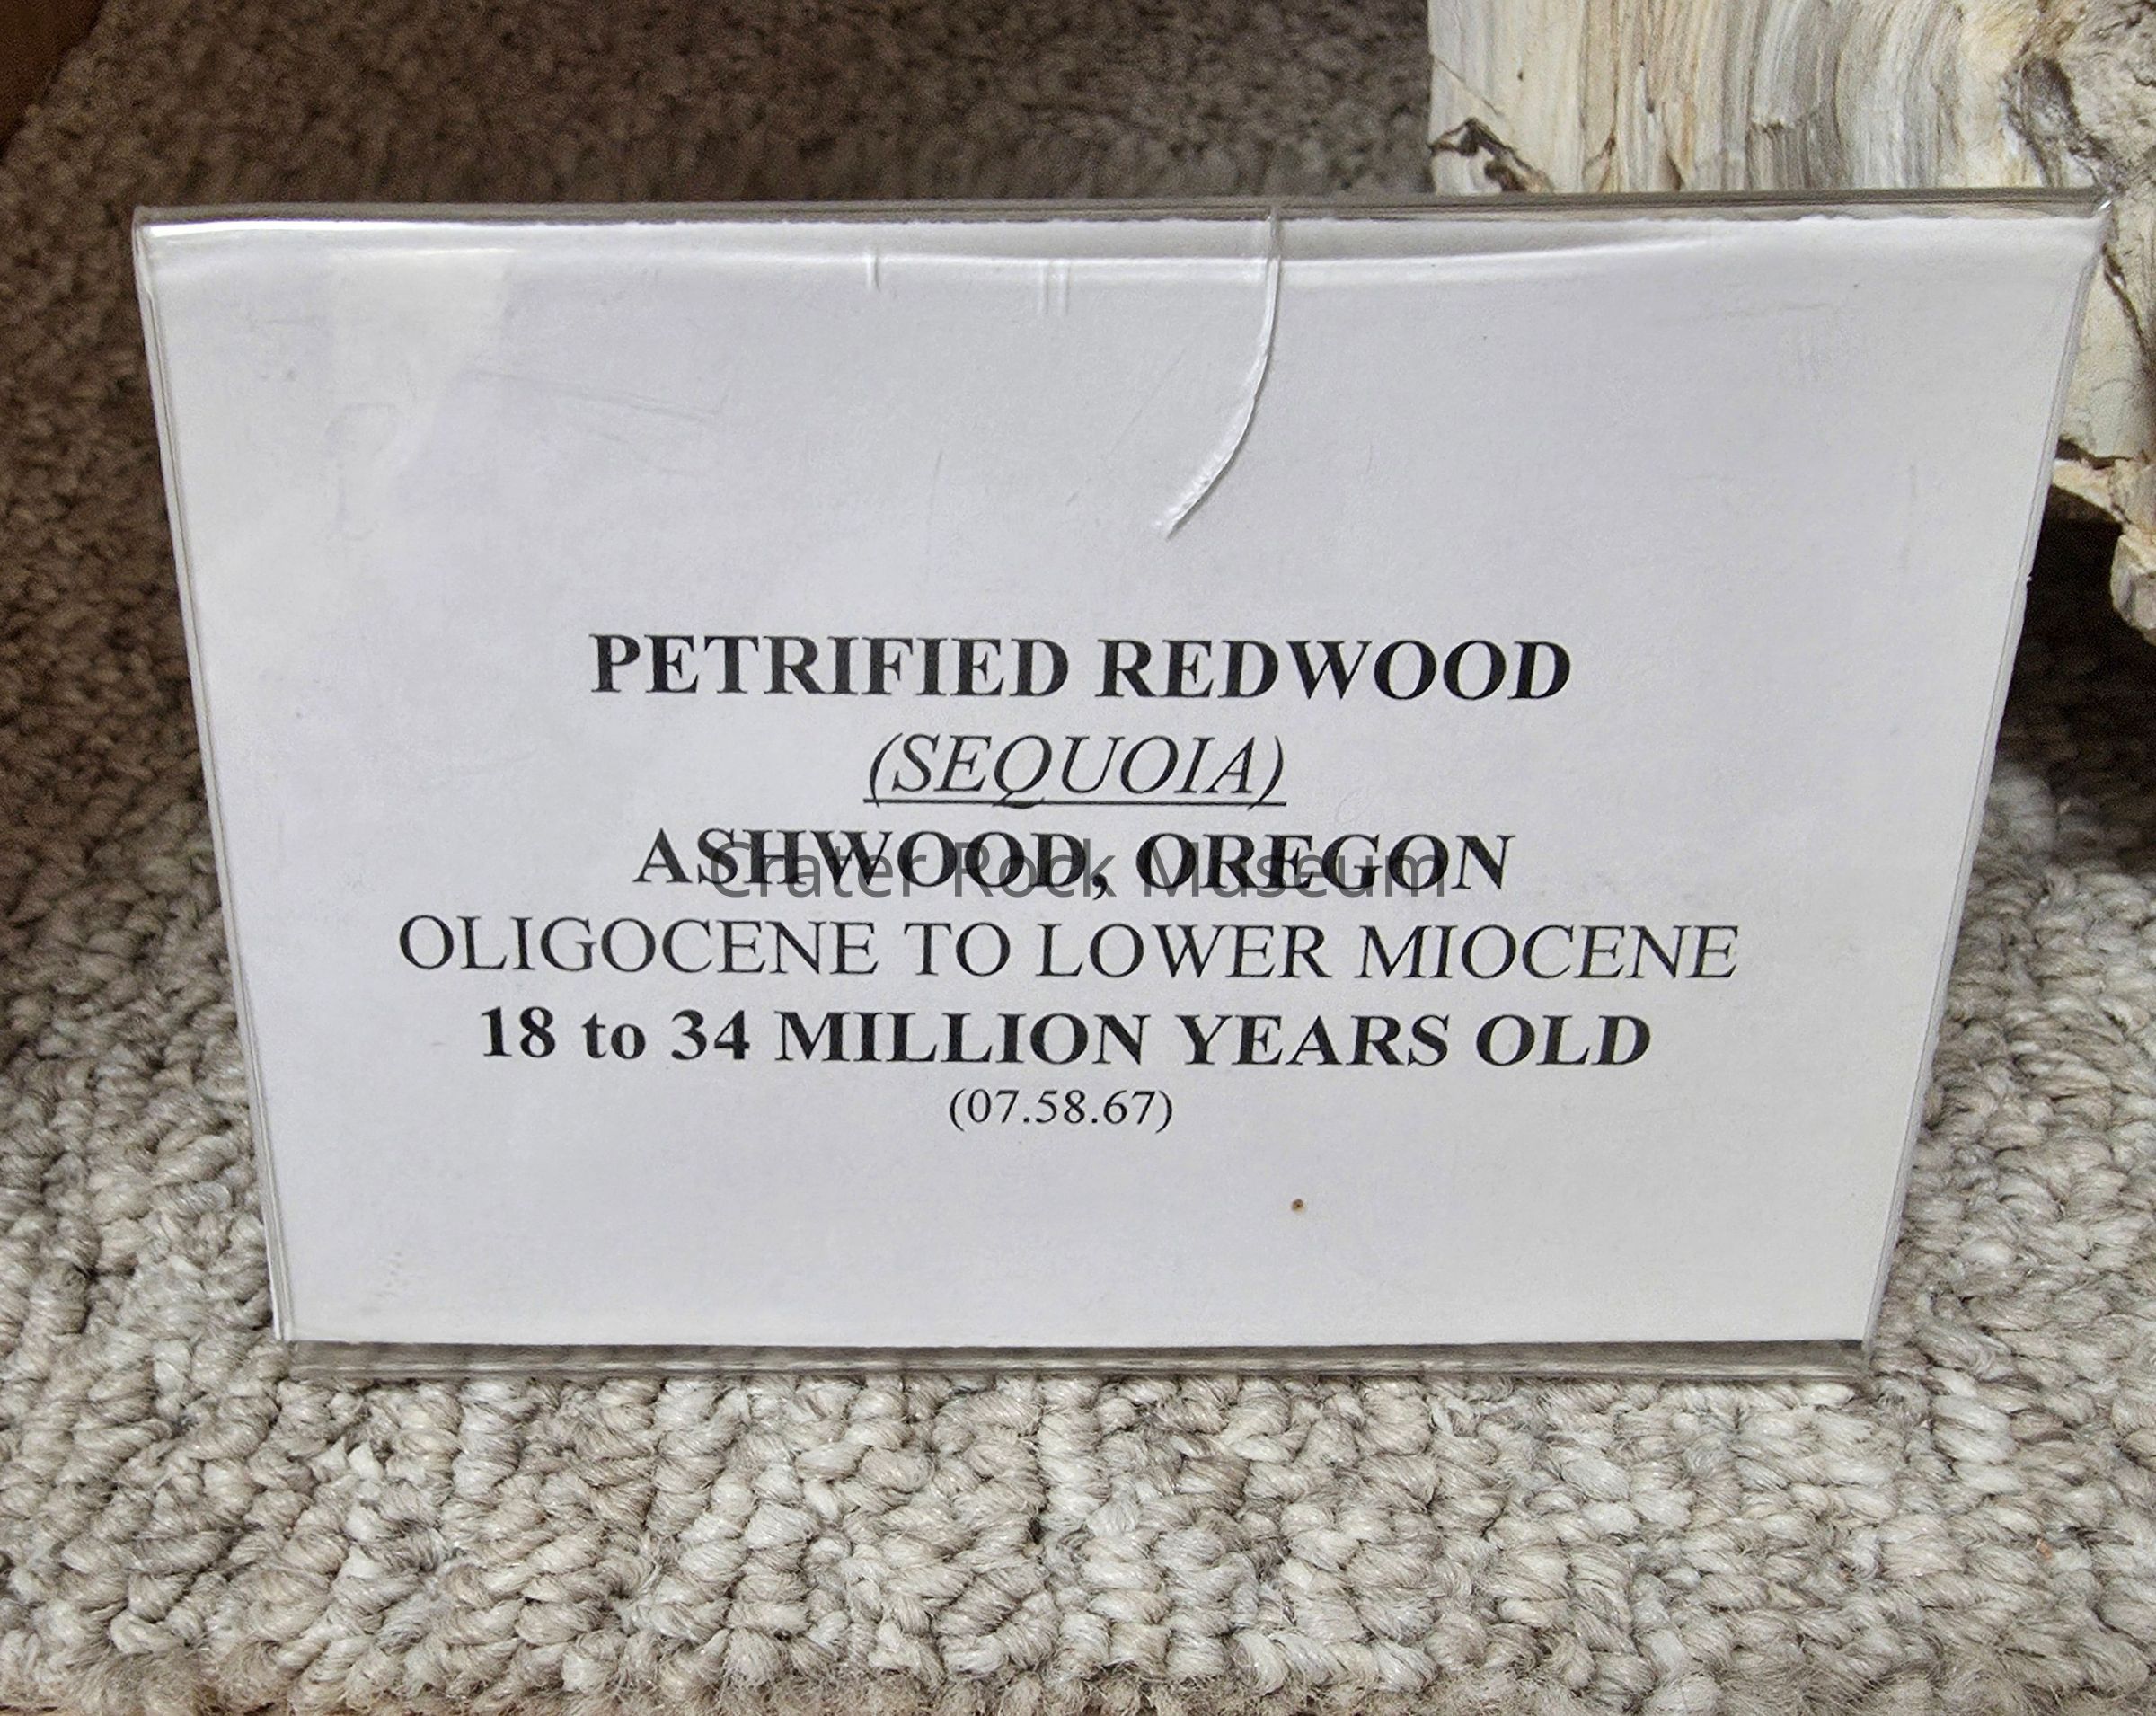 PETRIFIED REDWOOD
(SEQUOIA)
ASHWOOD, OREGON
Crater Rock Museum
OLIGOCENE TO LOWER MIOCENE
18 to 34 MILLION YEARS OLD
(07.58.67)